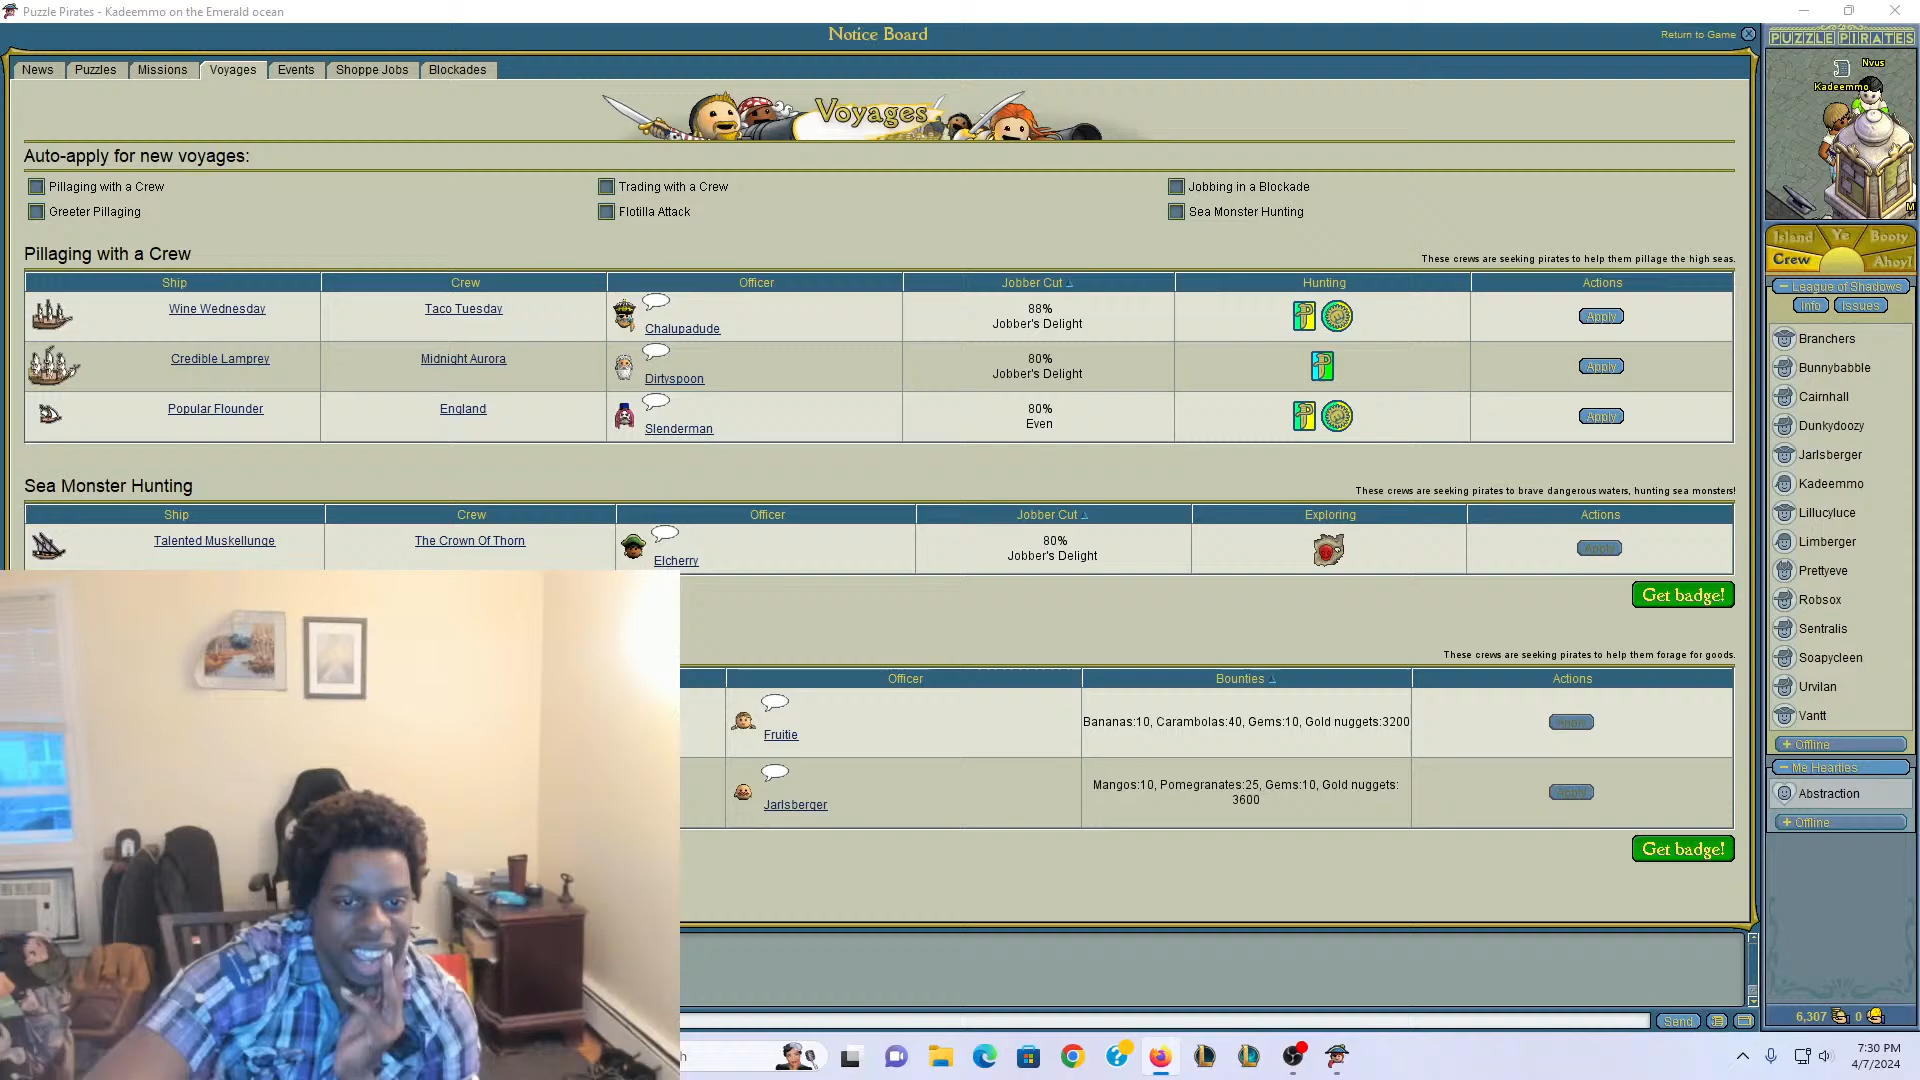 Puzzle Pirates - Kadeemmo on the Emerald ocean
Notice Board
Return to Game
PUZZLE PIRATES
News Puzzles Missions Voyages Events Shoppe Jobs Blockades
Voyages
Auto-apply for new voyages:
Pillaging with a Crew Trading with a Crew Jobbing in a Blockade
Greeter Pillaging Flotilla Attack Sea Monster Hunting
Pillaging with a Crew
These crews are seeking pirates to help them pillage the high seas.
Ship Crew Officer Jobber Cut Hunting Actions
Wine Wednesday Taco Tuesday Chalupadude 88% Apply
Jobber's Delight
Credible Lamprey Midnight Aurora Dirtyspoon 80% Apply
Jobber's Delight
Popular Flounder England Slenderman 80% Apply
Even
Sea Monster Hunting
These crews are seeking pirates to brave dangerous waters, hunting sea monsters!
Ship Crew Officer Jobber Cut Exploring Actions
Talented Muskellunge The Crown Of Thorn Elcherry 80% Apply
Jobber's Delight
Get badge!
These crews are seeking pirates to help them forage for goods.
Officer Bounties Actions
Fruitie Bananas:10, Carambolas:40, Gems:10, Gold nuggets:3200 Apply
Jarlsberger Mangos:10, Pomegranates:25, Gems:10, Gold nuggets:
3600 Apply
Get badge!
Send
Nvus
Kadeemmo
M
Island Ye Booty
Crew Ahoy!
League of Shadows
Info Issues
Branchers
Bunnybabble
Cairnhall
Dunkydoozy
Jarlsberger
Kadeemmo
Lillucyluce
Limberger
Prettyeve
Robsox
Sentralis
Soapycleen
Urvilan
Vantt
+ Offline
Me Hearties
Abstraction
+ Offline
6,307 0
7:30 PM
4/7/2024